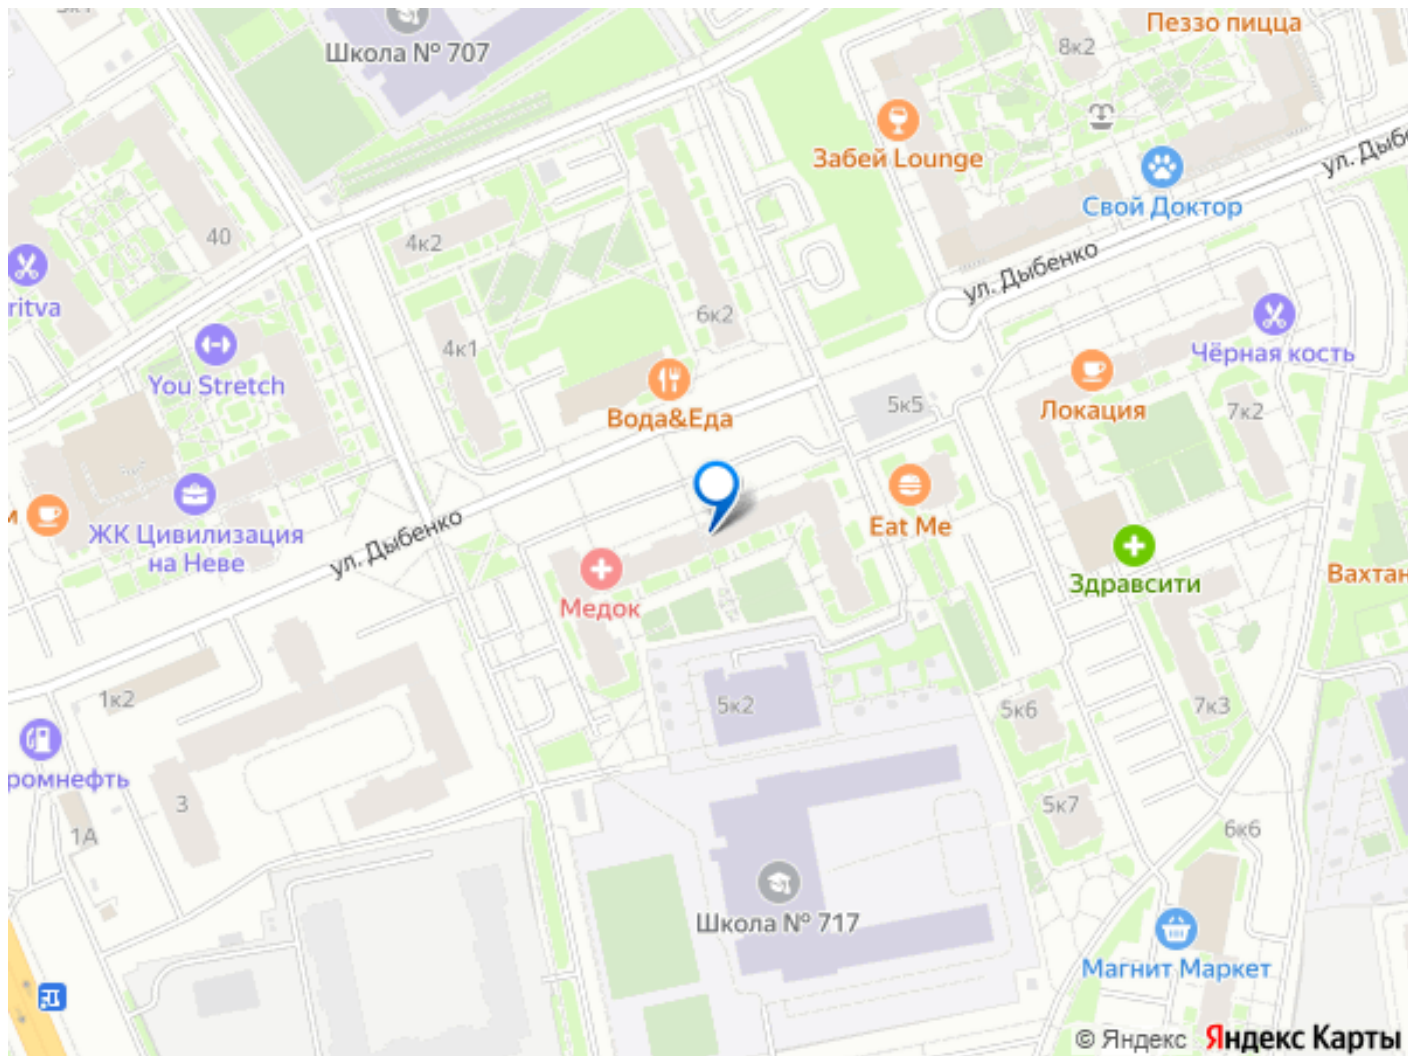 Школа № 707
Пеззо пицца
8к2
Забей Lounge
ул. Дыбе
Свой Доктор
40
4к2
ул. Дыбенко
ritva
6к2
4к1
You Stretch
Чёрная кость
Вода&Еда
5к5
Локация
7к2
ЖК Цивилизация
на Неве
ул. Дыбенко
Eat Me
Медок
Здравсити
Вахтан
1к2
5к2
5к6
7к3
ромнефть
3
5к7
1А
6к6
Школа № 717
Магнит Маркет
© Яндекс Яндекс Карты